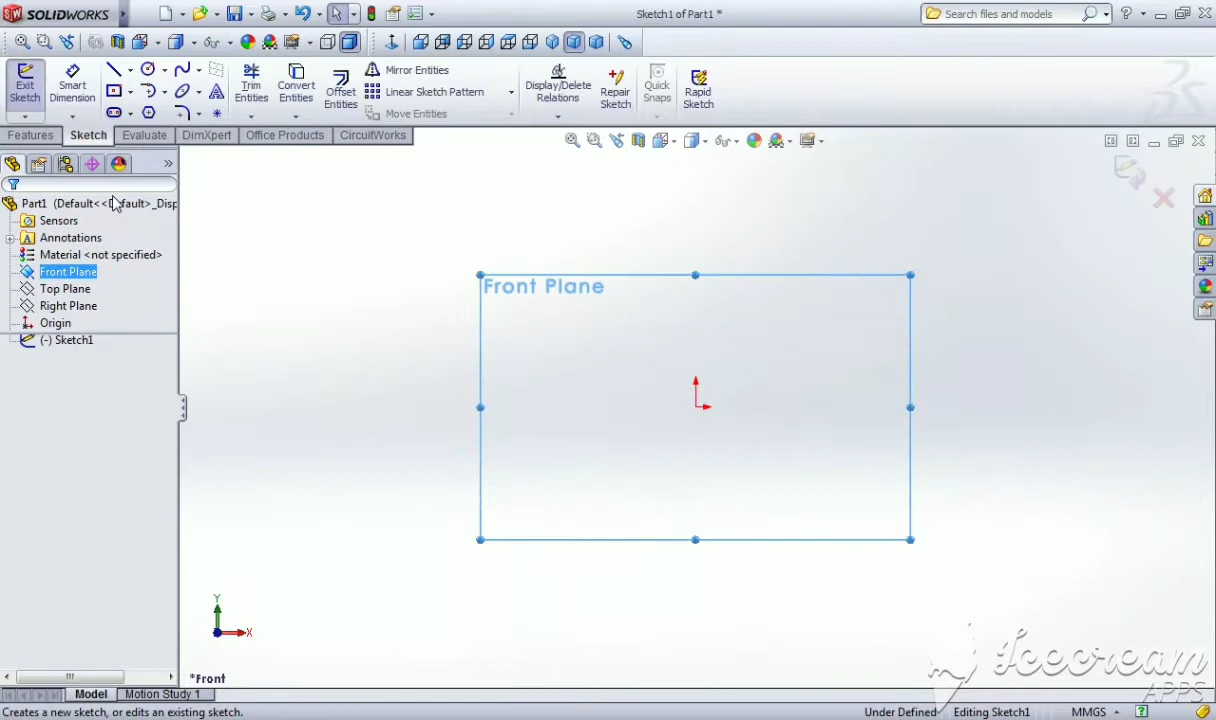 SOLIDWORKS
Sketch1 of Part1 *
Search files and models
Exit Sketch
Smart Dimension
Trim Entities
Convert Entities
Offset Entities
Mirror Entities
Linear Sketch Pattern
Move Entities
Display/Delete Relations
Repair Sketch
Quick Snaps
Rapid Sketch
Features
Sketch
Evaluate
DimXpert
Office Products
CircuitWorks
Part1 (Default<<Default>_Disp
Sensors
Annotations
Material <not specified>
Front Plane
Top Plane
Right Plane
Origin
(-) Sketch1
Front Plane
Y
X
*Front
Icecream
APPS
Model
Motion Study 1
Creates a new sketch, or edits an existing sketch.
Under Defined
Editing Sketch1
MMGS